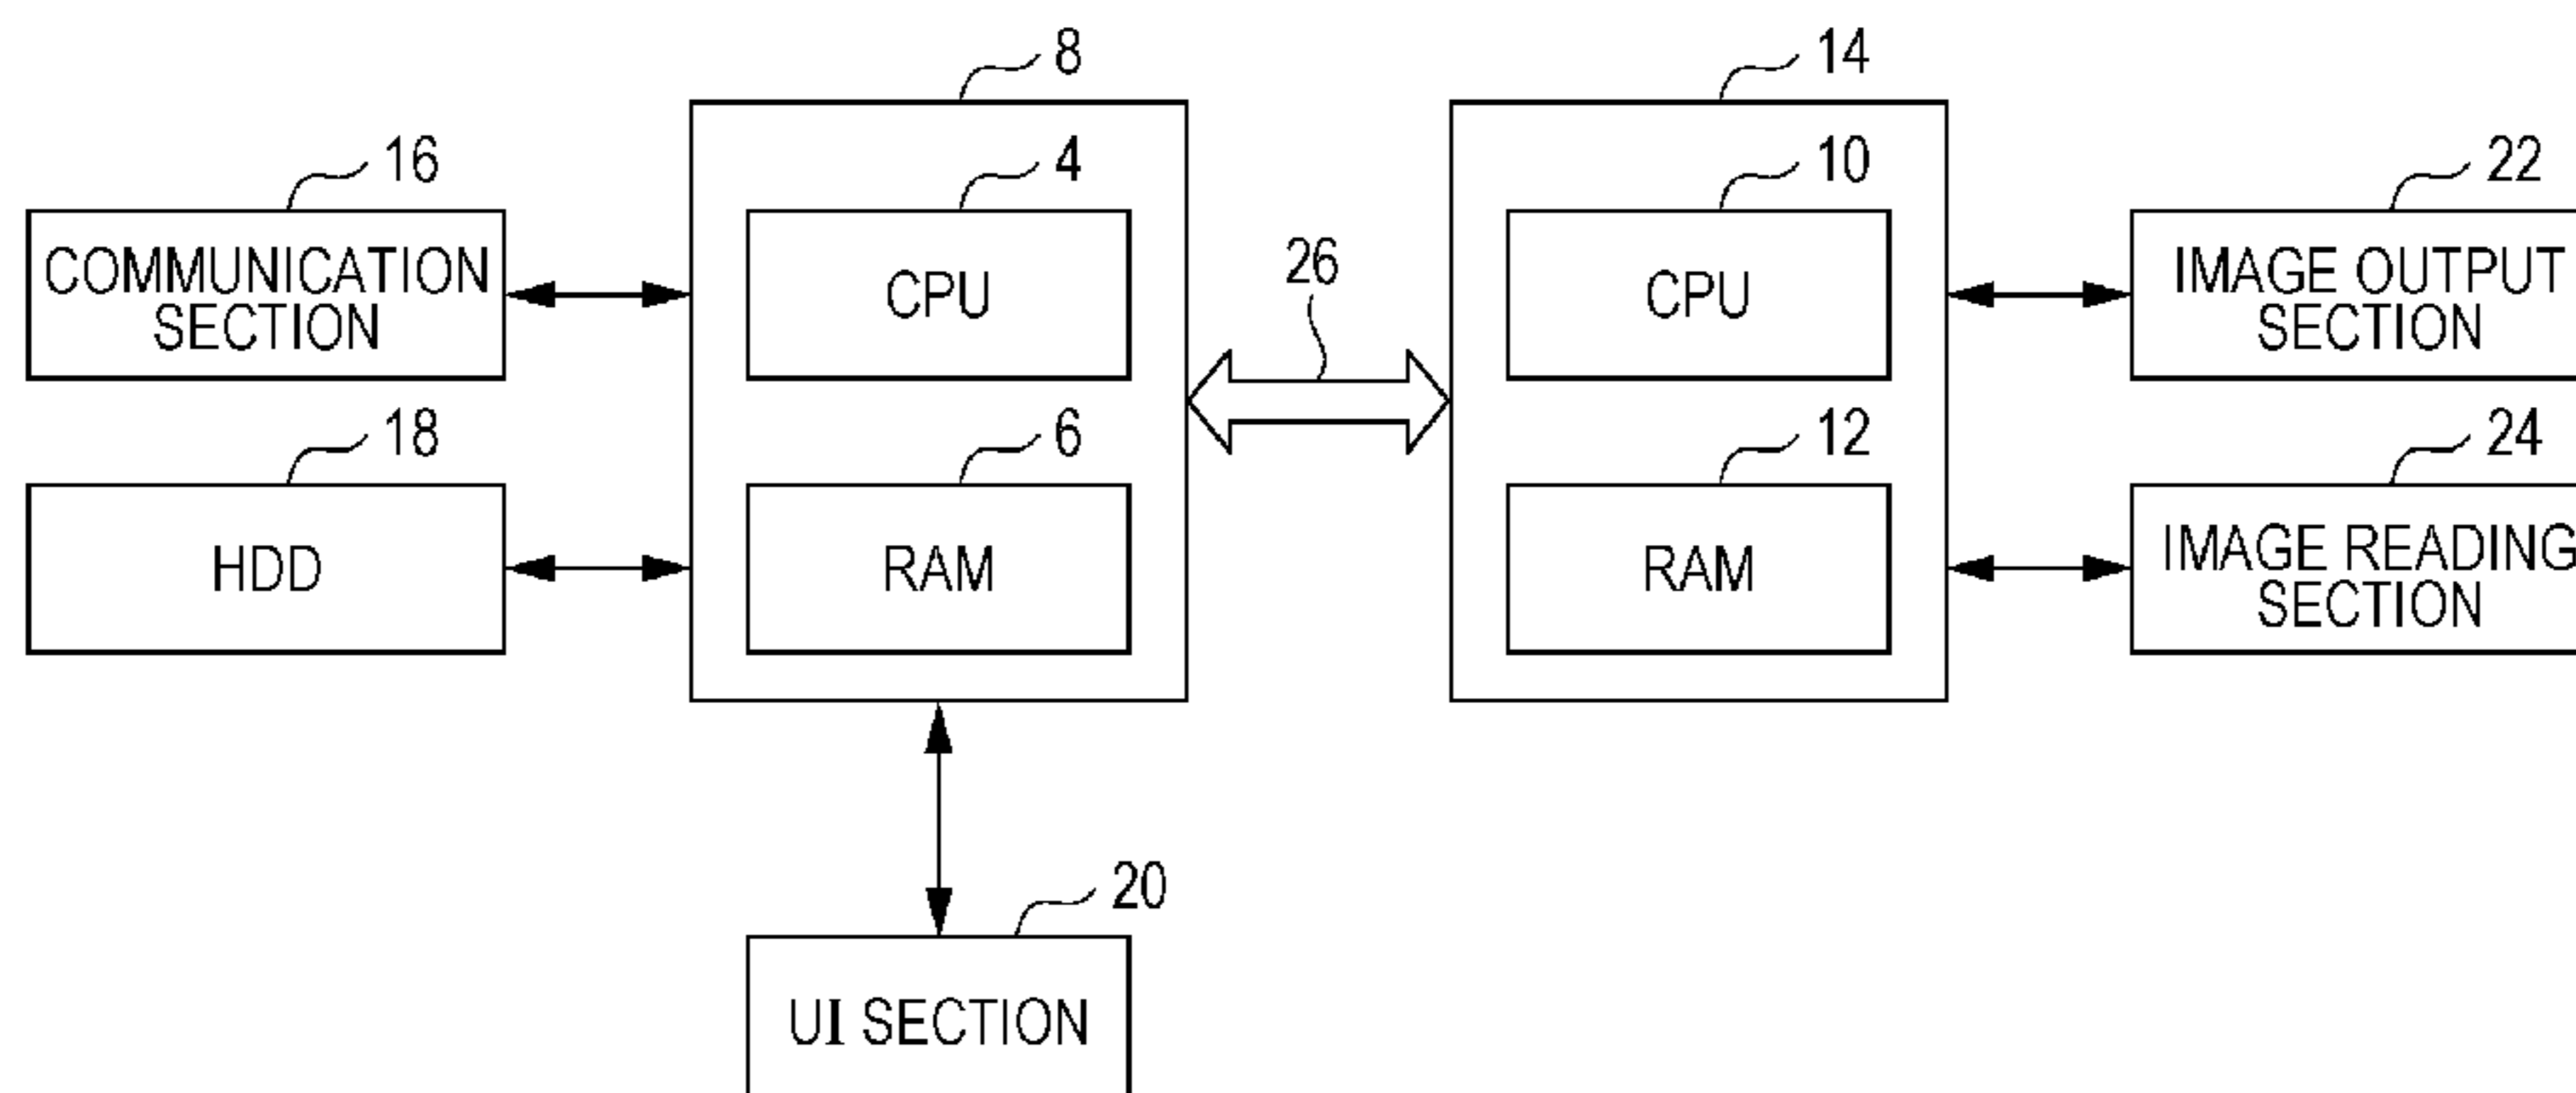 8
14
16
4
10
22
COMMUNICATION
SECTION
CPU
26
CPU
IMAGE OUTPUT
SECTION
18
6
12
24
HDD
RAM
RAM
IMAGE READING
SECTION
20
UI SECTION